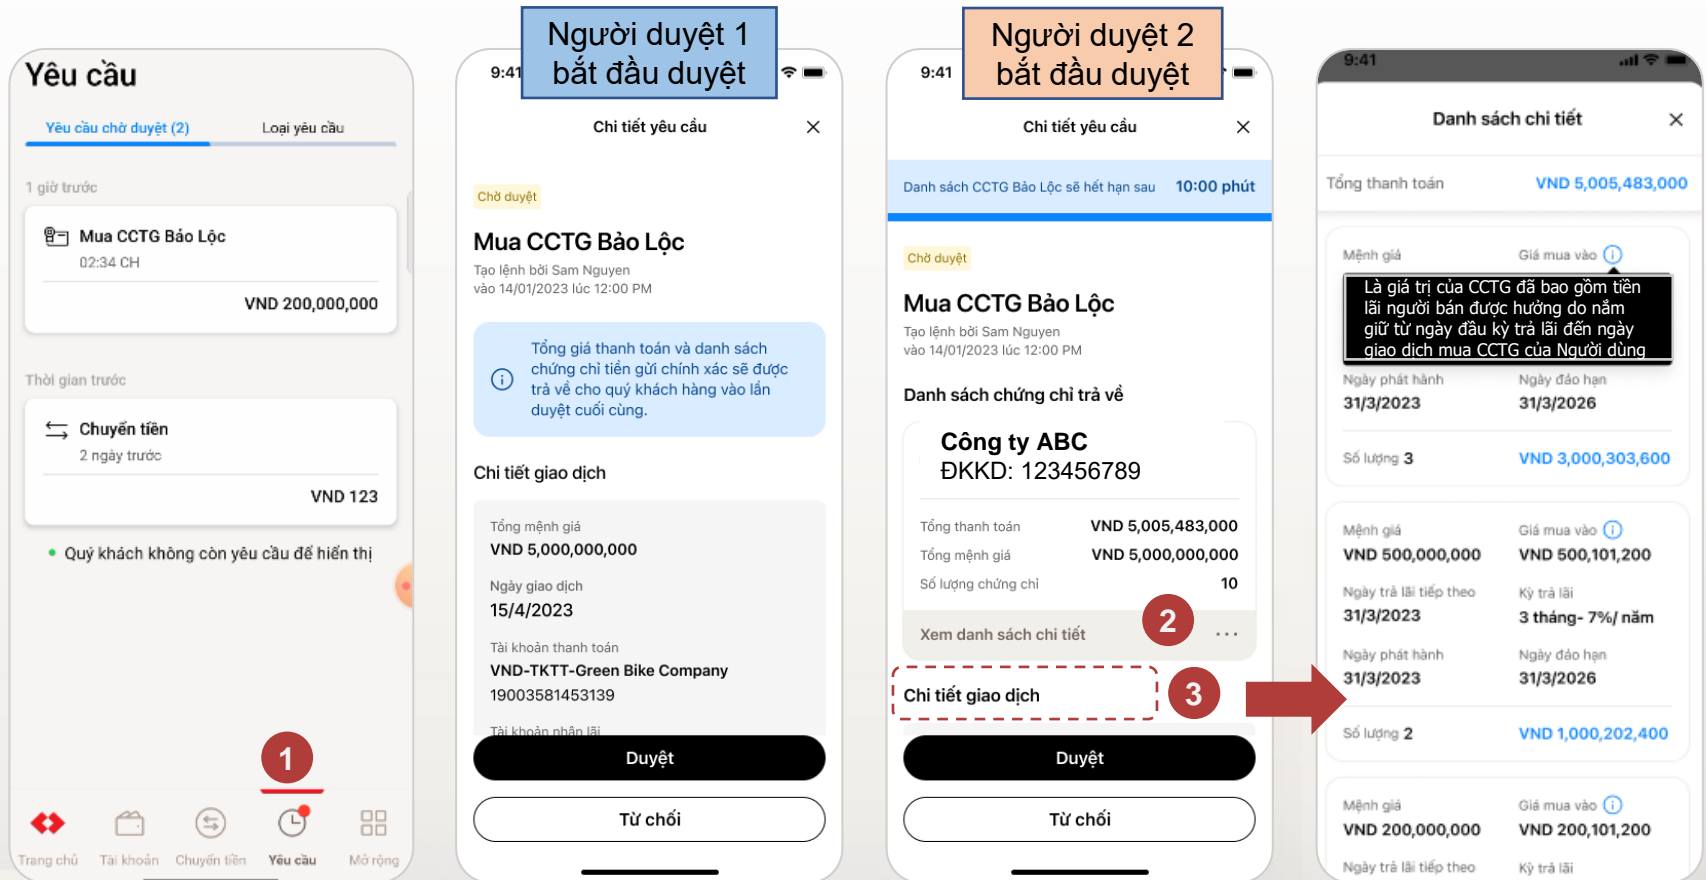 Yêu cầu
Yêu cầu chờ duyệt (2)
Loại yêu cầu
1 giờ trước
Mua CCTG Bảo Lộc
02:34 CH
VND 200,000,000
Thời gian trước
Chuyển tiền
2 ngày trước
VND 123
Quý khách không còn yêu cầu để hiển thị
1
Trang chủ
Tài khoản
Chuyển tiền
Yêu cầu
Mở rộng
Người duyệt 1
bắt đầu duyệt
9:41
Chi tiết yêu cầu
Chờ duyệt
Mua CCTG Bảo Lộc
Tạo lệnh bởi Sam Nguyen
vào 14/01/2023 lúc 12:00 PM
Tổng giá thanh toán và danh sách
chứng chỉ tiền gửi chính xác sẽ được
trả về cho quý khách hàng vào lần
duyệt cuối cùng.
Chi tiết giao dịch
Tổng mệnh giá
VND 5,000,000,000
Ngày giao dịch
15/4/2023
Tài khoản thanh toán
VND-TKTT-Green Bike Company
19003581453139
Tài khoản nhận lãi
Duyệt
Từ chối
Người duyệt 2
bắt đầu duyệt
9:41
Chi tiết yêu cầu
Danh sách CCTG Bảo Lộc sẽ hết hạn sau 10:00 phút
Chờ duyệt
Mua CCTG Bảo Lộc
Tạo lệnh bởi Sam Nguyen
vào 14/01/2023 lúc 12:00 PM
Danh sách chứng chỉ trả về
Công ty ABC
ĐKKD: 123456789
Tổng thanh toán VND 5,005,483,000
Tổng mệnh giá VND 5,000,000,000
Số lượng chứng chỉ 10
Xem danh sách chi tiết
2
Chi tiết giao dịch
3
Duyệt
Từ chối
9:41
Danh sách chi tiết
Tổng thanh toán VND 5,005,483,000
Mệnh giá Giá mua vào
Là giá trị của CCTG đã bao gồm tiền
lãi người bán được hưởng do nắm
giữ từ ngày đầu kỳ trả lãi đến ngày
giao dịch mua CCTG của Người dùng
Ngày phát hành Ngày đáo hạn
31/3/2023 31/3/2026
Số lượng 3 VND 3,000,303,600
Mệnh giá Giá mua vào
VND 500,000,000 VND 500,101,200
Ngày trả lãi tiếp theo Kỳ trả lãi
31/3/2023 3 tháng- 7%/ năm
Ngày phát hành Ngày đáo hạn
31/3/2023 31/3/2026
Số lượng 2 VND 1,000,202,400
Mệnh giá Giá mua vào
VND 200,000,000 VND 200,101,200
Ngày trả lãi tiếp theo Kỳ trả lãi